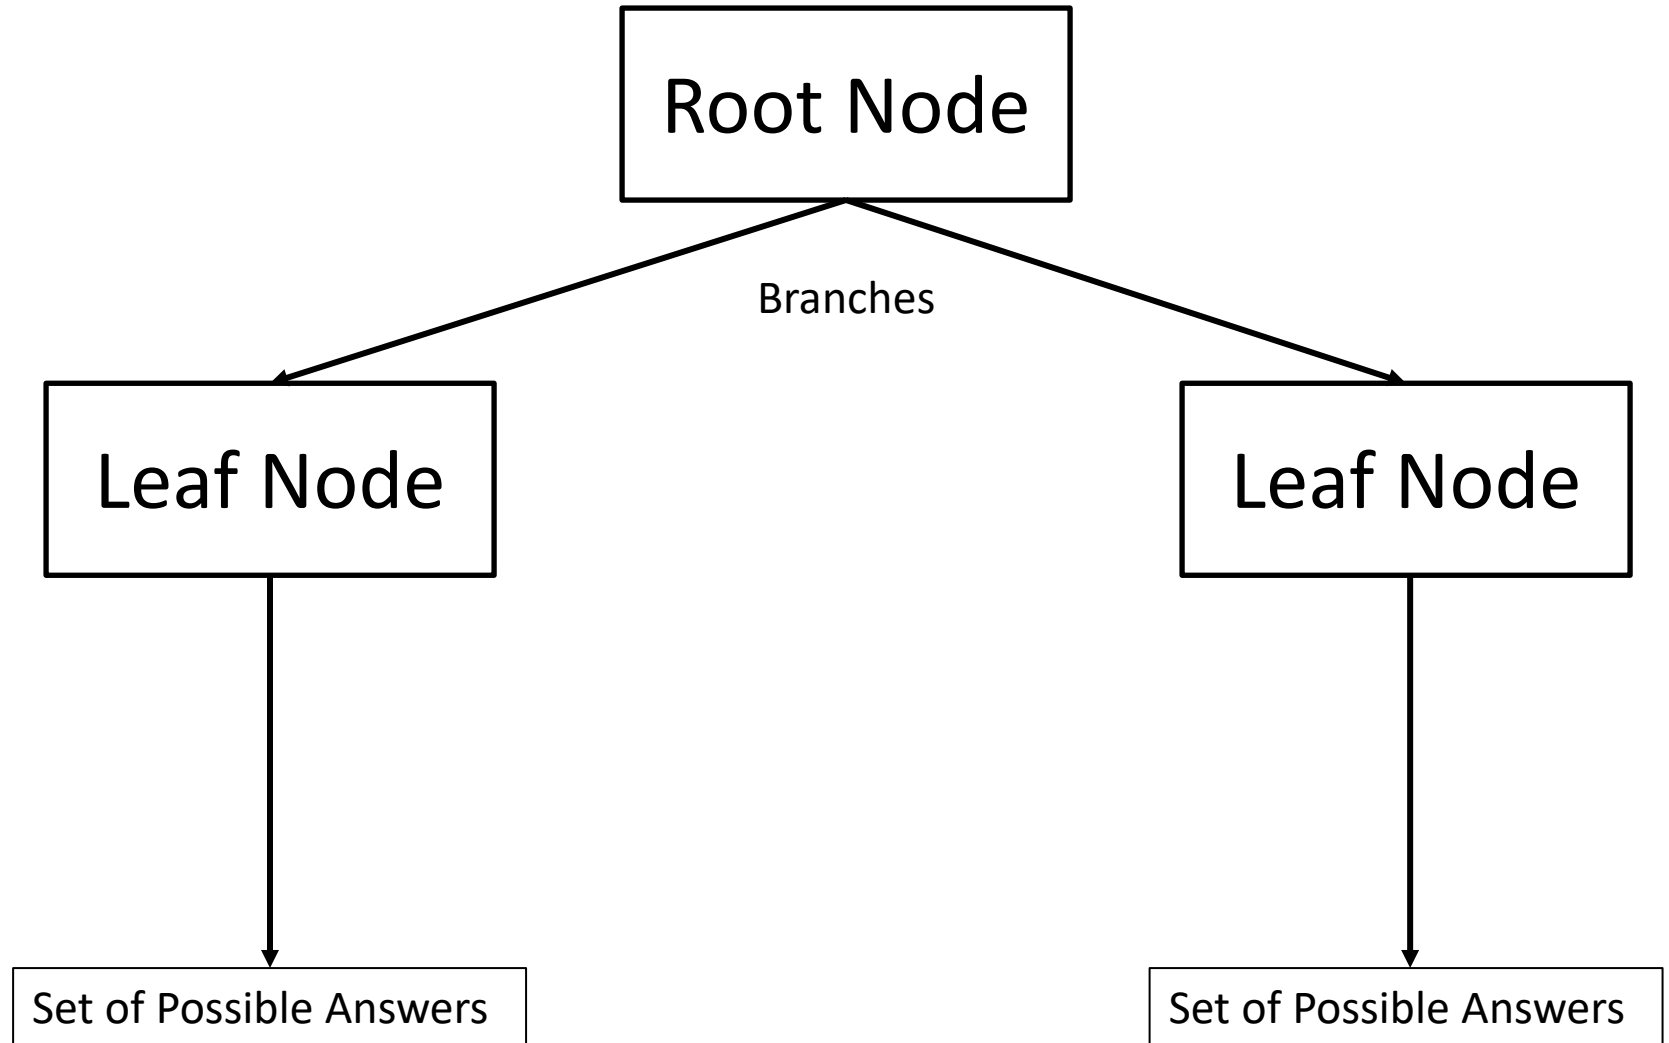 Root Node
Branches
Leaf Node
Leaf Node
Set of Possible Answers
Set of Possible Answers